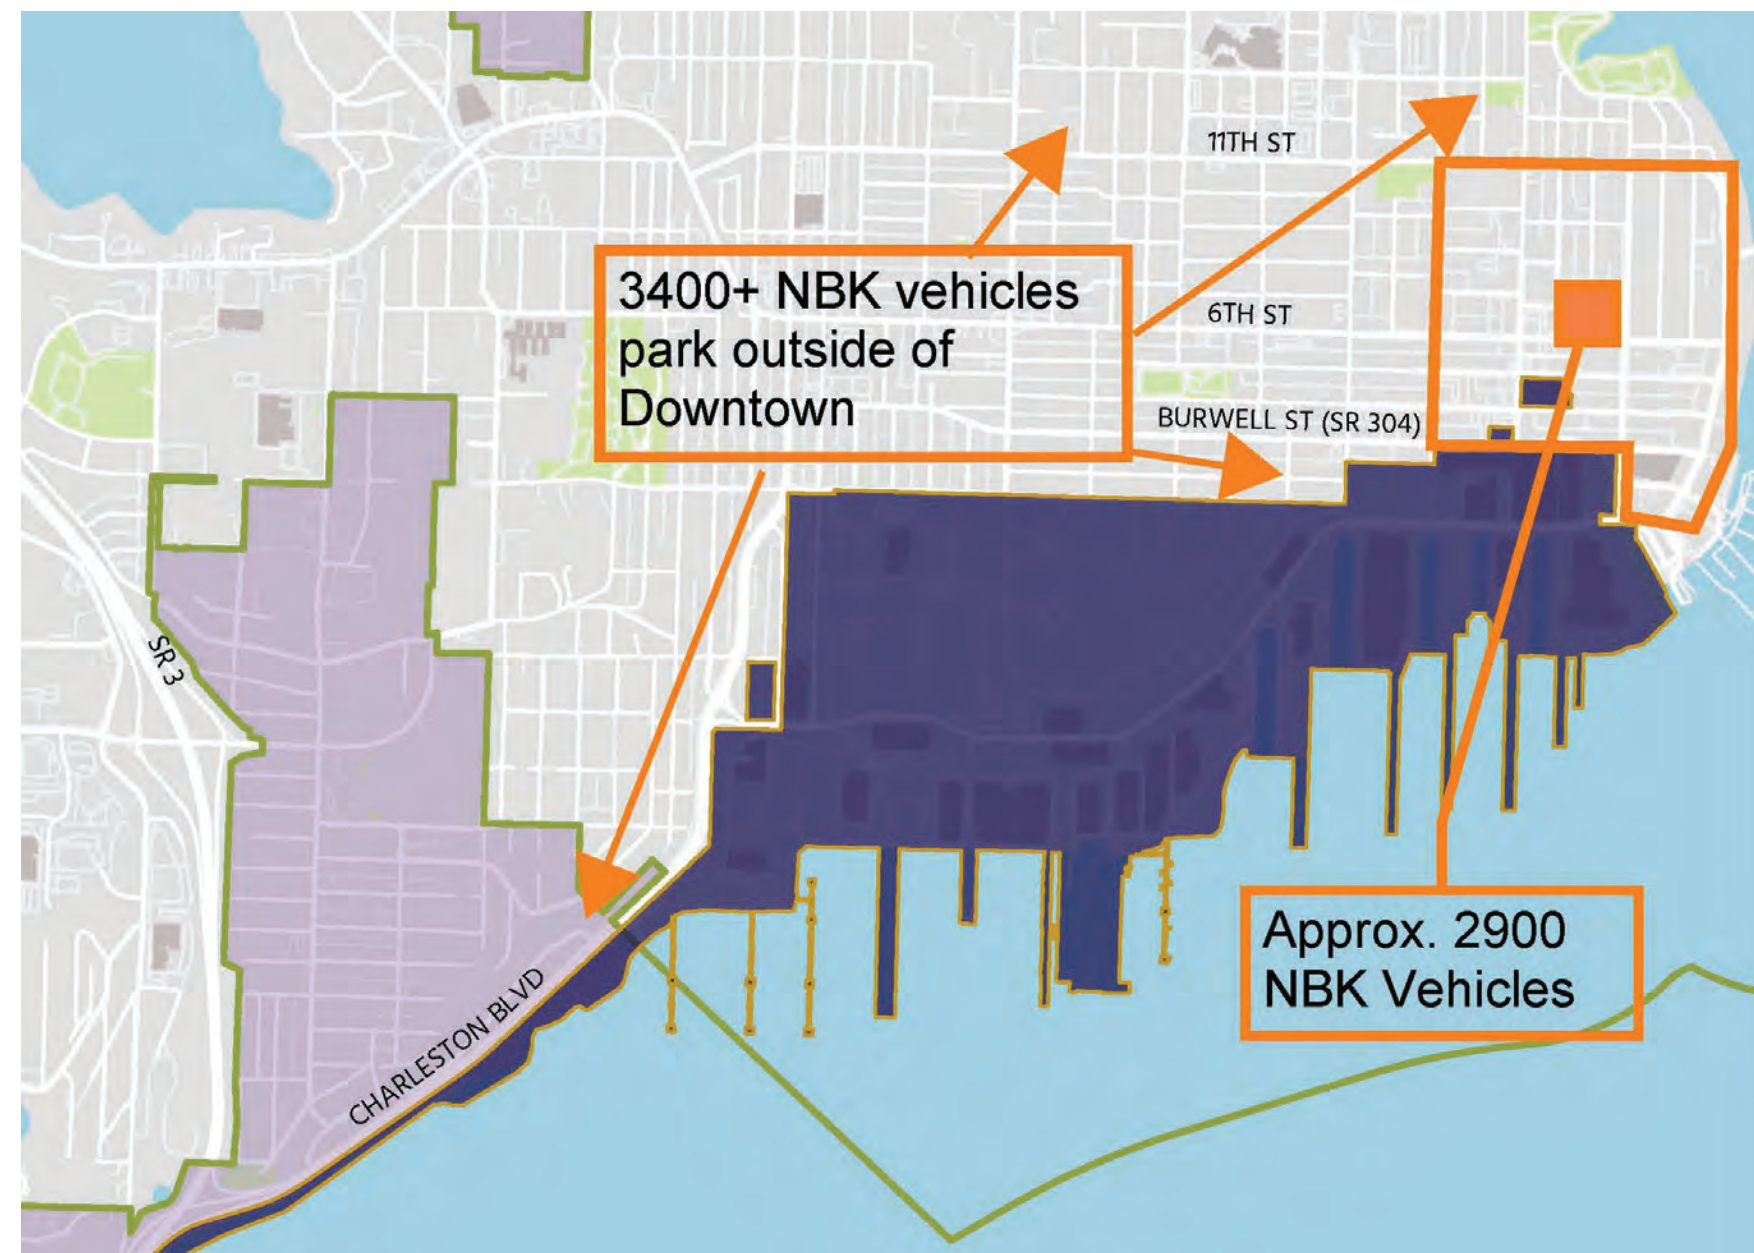 11TH ST
3400+ NBK vehicles
park outside of
Downtown
6TH ST
BURWELL ST (SR 304)
SR 3
Approx. 2900
NBK Vehicles
CHARLESTON BLVD